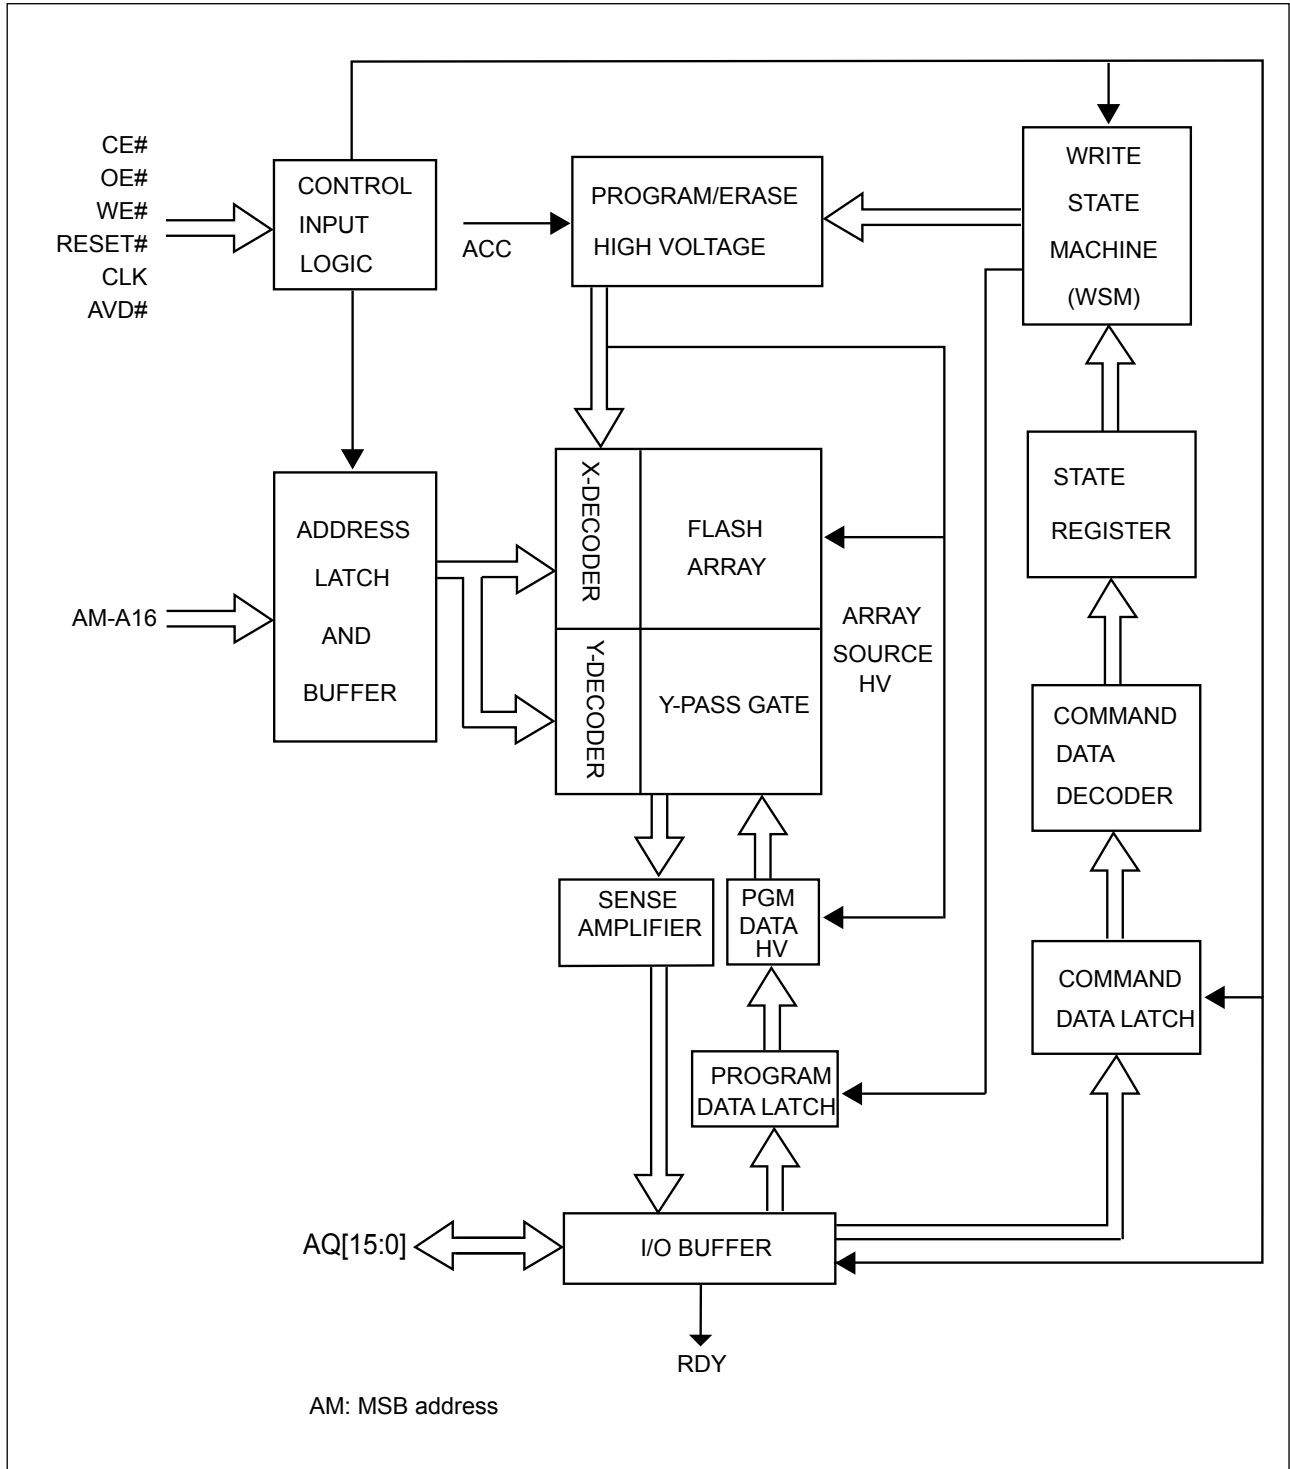 CE#
OE#
WE#
RESET#
CLK
AVD#
CONTROL
INPUT
LOGIC
ACC
PROGRAM/ERASE
HIGH VOLTAGE
WRITE
STATE
MACHINE
(WSM)
AM-A16
ADDRESS
LATCH
AND
BUFFER
X-DECODER
FLASH
ARRAY
Y-DECODER
Y-PASS GATE
ARRAY
SOURCE
HV
STATE
REGISTER
COMMAND
DATA
DECODER
SENSE
AMPLIFIER
PGM
DATA
HV
COMMAND
DATA LATCH
PROGRAM
DATA LATCH
AQ[15:0]
I/O BUFFER
RDY
AM: MSB address